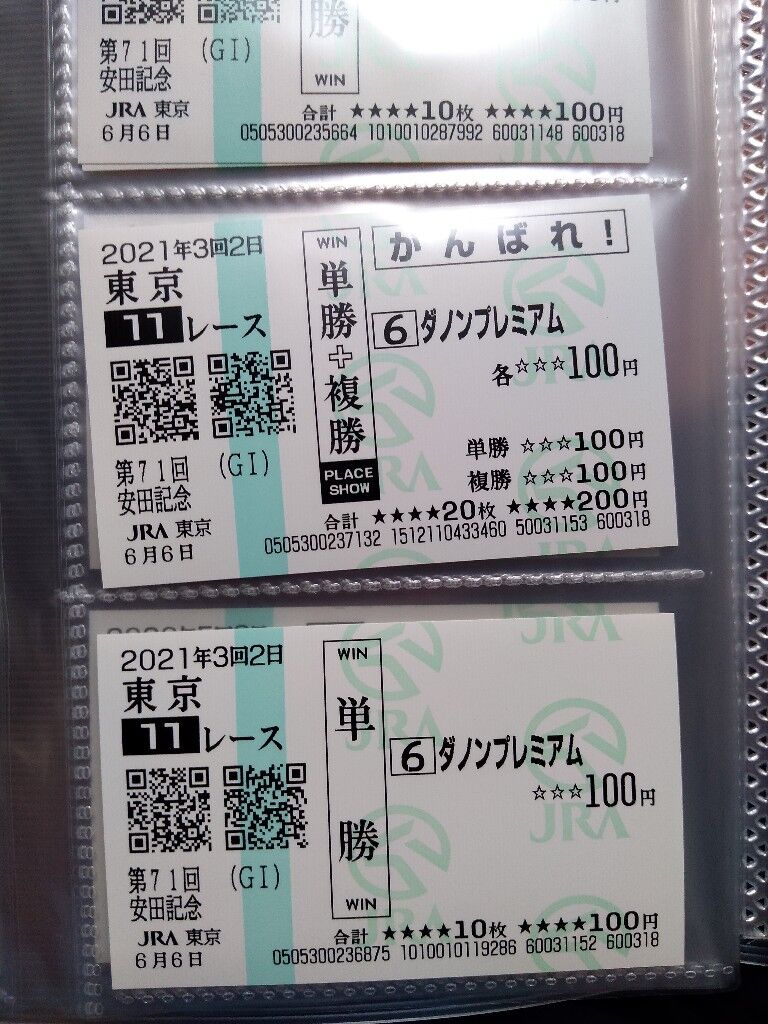 勝
WIN
第71回 (GI)
安田記念
JRA 東京
6月6日
合計 ★★★★10枚 ★★★★100円
0505300235664 1010010287992 60031148 600318
2021年3回2日
東京
11レース
第71回 (GI)
安田記念
JRA 東京
6月6日
WIN
単勝+複勝
PLACE
SHOW
がんばれ!
6 ダノンプレミアム
各☆☆☆100円
単勝 ☆☆☆100円
複勝 ☆☆☆100円
合計 ★★★★20枚 ★★★★200円
0505300237132 1512110433460 50031153 600318
2021年3回2日
東京
11レース
第71回 (GI)
安田記念
JRA 東京
6月6日
WIN
単勝
WIN
6 ダノンプレミアム
☆☆☆100円
合計 ★★★★10枚 ★★★★100円
0505300236875 1010010119286 60031152 600318
JRA